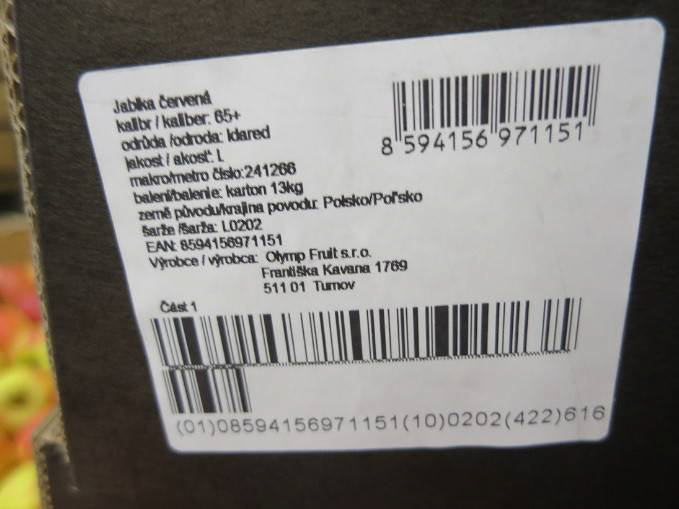 Jablka červená
kalibr / kaliber: 65+
odrůda /odroda: Idared
jakost / akosť: I.
makro/metro číslo:241266
balení/balenie: karton 13kg
země původu/krajina povodu: Polsko/Poľsko
šarže /šarža: L0202
EAN: 8594156971151
Výrobce / výrobca: Olymp Fruit s.r.o.
Františka Kavana 1769
511 01 Turnov
8 594156 971151
Část 1
(01)08594156971151(10)0202(422)616